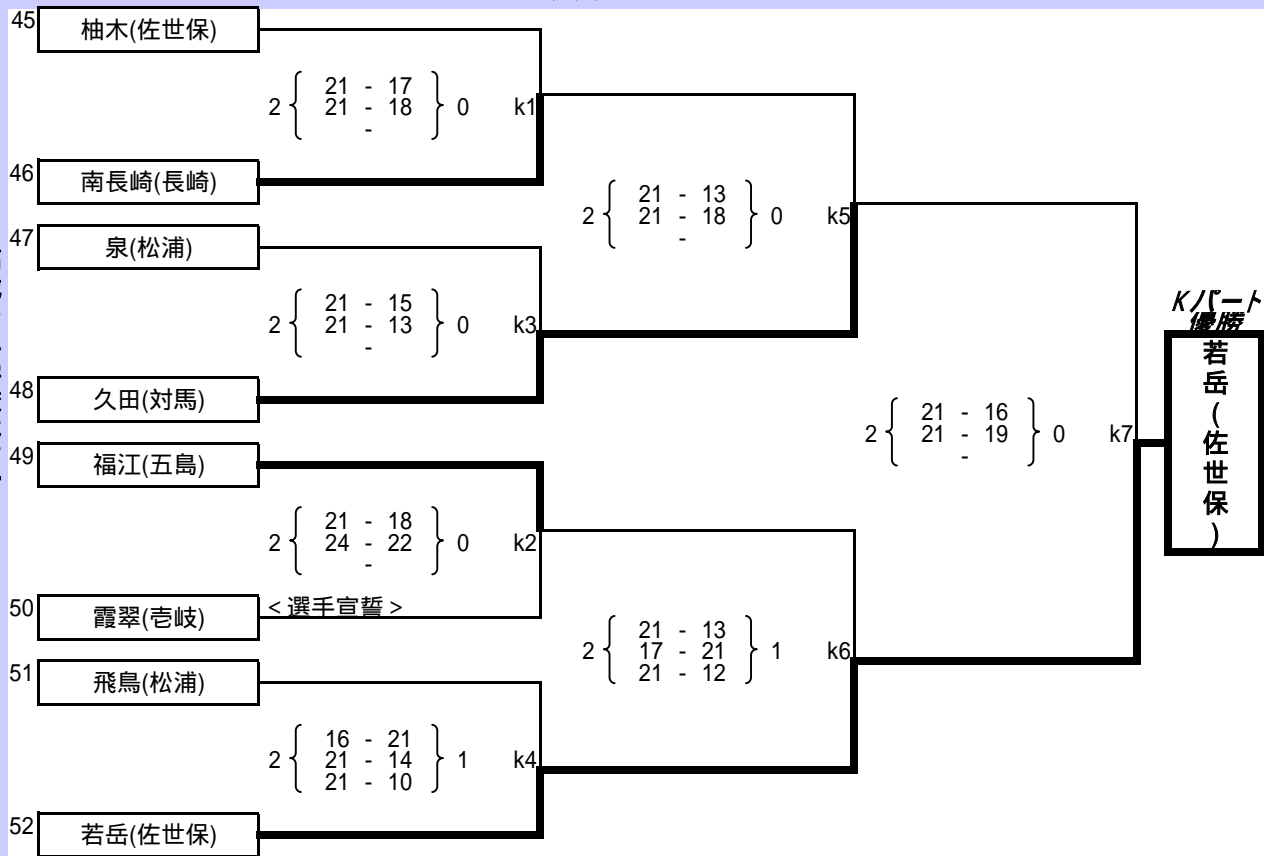 45 柚木(佐世保)
2 { 21 - 17 } 0 k1
21 - 18
-
46 南長崎(長崎)
47 泉(松浦)
2 { 21 - 15 } 0 k3
21 - 13
-
48 久田(対馬)
2 { 21 - 13 } 0 k5
21 - 18
-
49 福江(五島)
2 { 21 - 18 } 0 k2
24 - 22
-
50 霞翠(壱岐) <選手宣誓>
51 飛鳥(松浦)
2 { 16 - 21 } 1 k4
21 - 14
21 - 10
52 若岳(佐世保)
2 { 21 - 13 } 1 k6
17 - 21
21 - 12
2 { 21 - 16 } 0 k7
21 - 19
-
Kパート
優勝
若岳(佐世保)